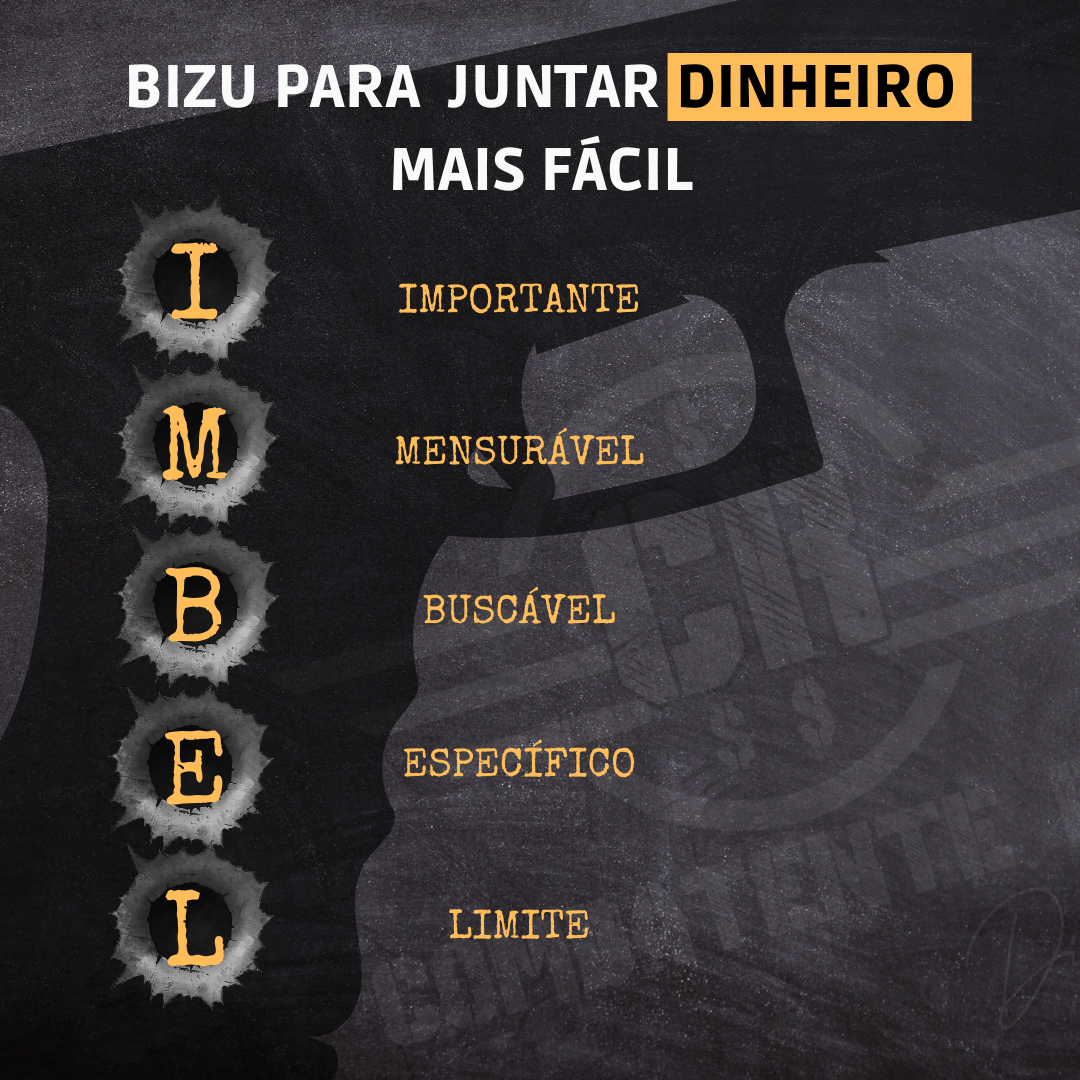 BIZU PARA JUNTAR DINHEIRO
MAIS FÁCIL
I IMPORTANTE
M MENSURÁVEL
B BUSCÁVEL
E ESPECÍFICO
L LIMITE